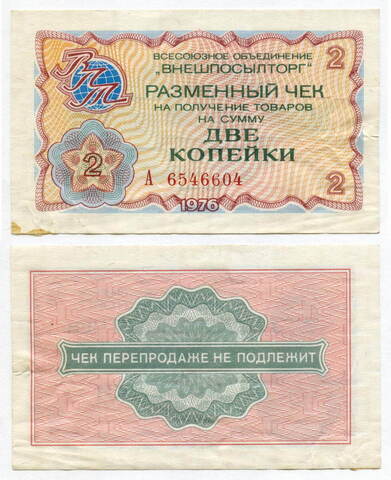 ВПТ
ВСЕСОЮЗНОЕ ОБЪЕДИНЕНИЕ
„ВНЕШПОСЫЛТОРГ"
РАЗМЕННЫЙ ЧЕК
НА ПОЛУЧЕНИЕ ТОВАРОВ
НА СУММУ
ДВЕ
КОПЕЙКИ
2
2
А 6546604
2
1976
ЧЕК ПЕРЕПРОДАЖЕ НЕ ПОДЛЕЖИТ